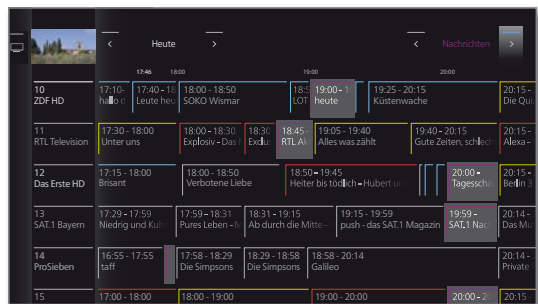 Heute
Nachrichten
17:46
18:00
19:00
20:00
10
ZDF HD
17:10-
hallo d
17:40 - 18
Leute heu
18:00 - 18:50
SOKO Wismar
18:5
LOT
19:00- 1
heute
19:25 - 20:15
Küstenwache
20:15 -
Die Qui
11
RTL Television
17:30 - 18:00
Unter uns
18:00 - 18:30
Explosiv - Das
18:30
Exclus
18:45-
RTL Ak
19:05 - 19:40
Alles was zählt
19:40 - 20:15
Gute Zeiten, schlech
20:15 -
Alexa–
12
Das Erste HD
17:15 - 18:00
Brisant
18:00 - 18:50
Verbotene Liebe
18:50 - 19:45
Heiter bis tödlich - Hubert un
20:00 -
Tagesscha
20:15 -
Berlin 3
13
SAT.1 Bayern
17:29 - 17:59
Niedrig und Kuh
17:59 - 18:31
Pures Leben - M
18:31 - 19:15
Ab durch die Mitte -
19:15 - 19:59
push - das SAT.1 Magazin
19:59 -
SAT.1 Nac
20:14 -
Das Mu
14
ProSieben
16:55 - 17:55
taff
17:58 - 18:29
Die Simpsons
18:29 - 18:58
Die Simpsons
18:58 - 20:14
Galileo
20:14 -
Private
15
17:00 - 18:00
18:00 - 19:00
19:00 - 20:00
20:00 - 20
20:15 -